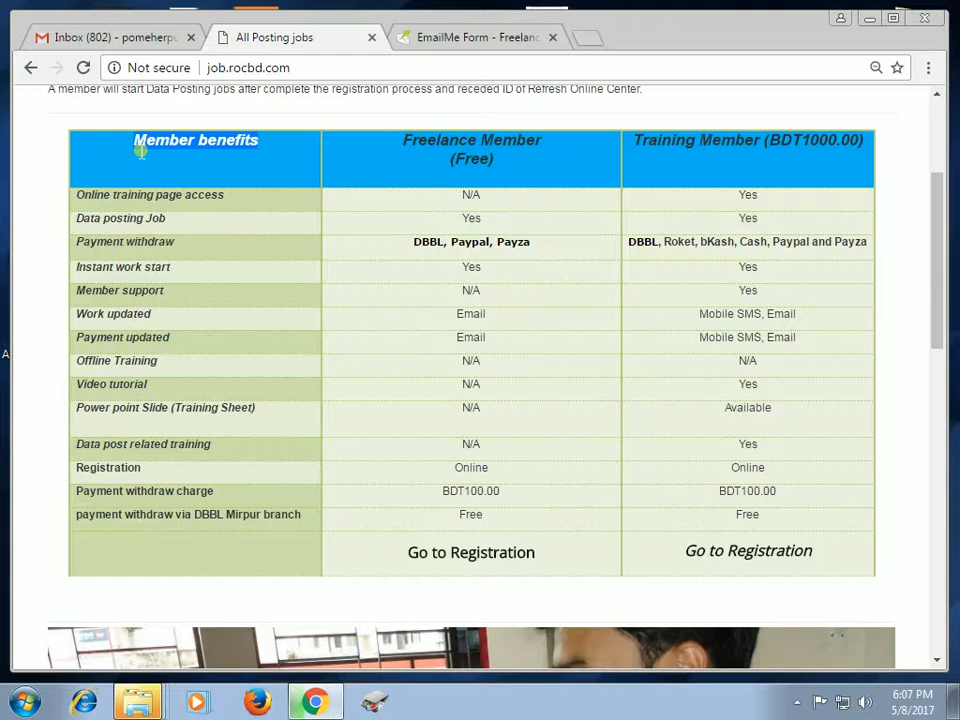 Inbox (802) - pomeherpu
All Posting jobs
EmailMe Form - Freelanc
Not secure
job.rocbd.com
A member will start Data Posting jobs after complete the registration process and receded ID of Refresh Online Center.
Member benefits
Freelance Member
(Free)
Training Member (BDT1000.00)
Online training page access
N/A
Yes
Data posting Job
Yes
Yes
Payment withdraw
DBBL, Paypal, Payza
DBBL, Roket, bKash, Cash, Paypal and Payza
Instant work start
Yes
Yes
Member support
N/A
Yes
Work updated
Email
Mobile SMS, Email
Payment updated
Email
Mobile SMS, Email
Offline Training
N/A
N/A
Video tutorial
N/A
Yes
Power point Slide (Training Sheet)
N/A
Available
Data post related training
N/A
Yes
Registration
Online
Online
Payment withdraw charge
BDT100.00
BDT100.00
payment withdraw via DBBL Mirpur branch
Free
Free
Go to Registration
Go to Registration
A
6:07 PM
5/8/2017